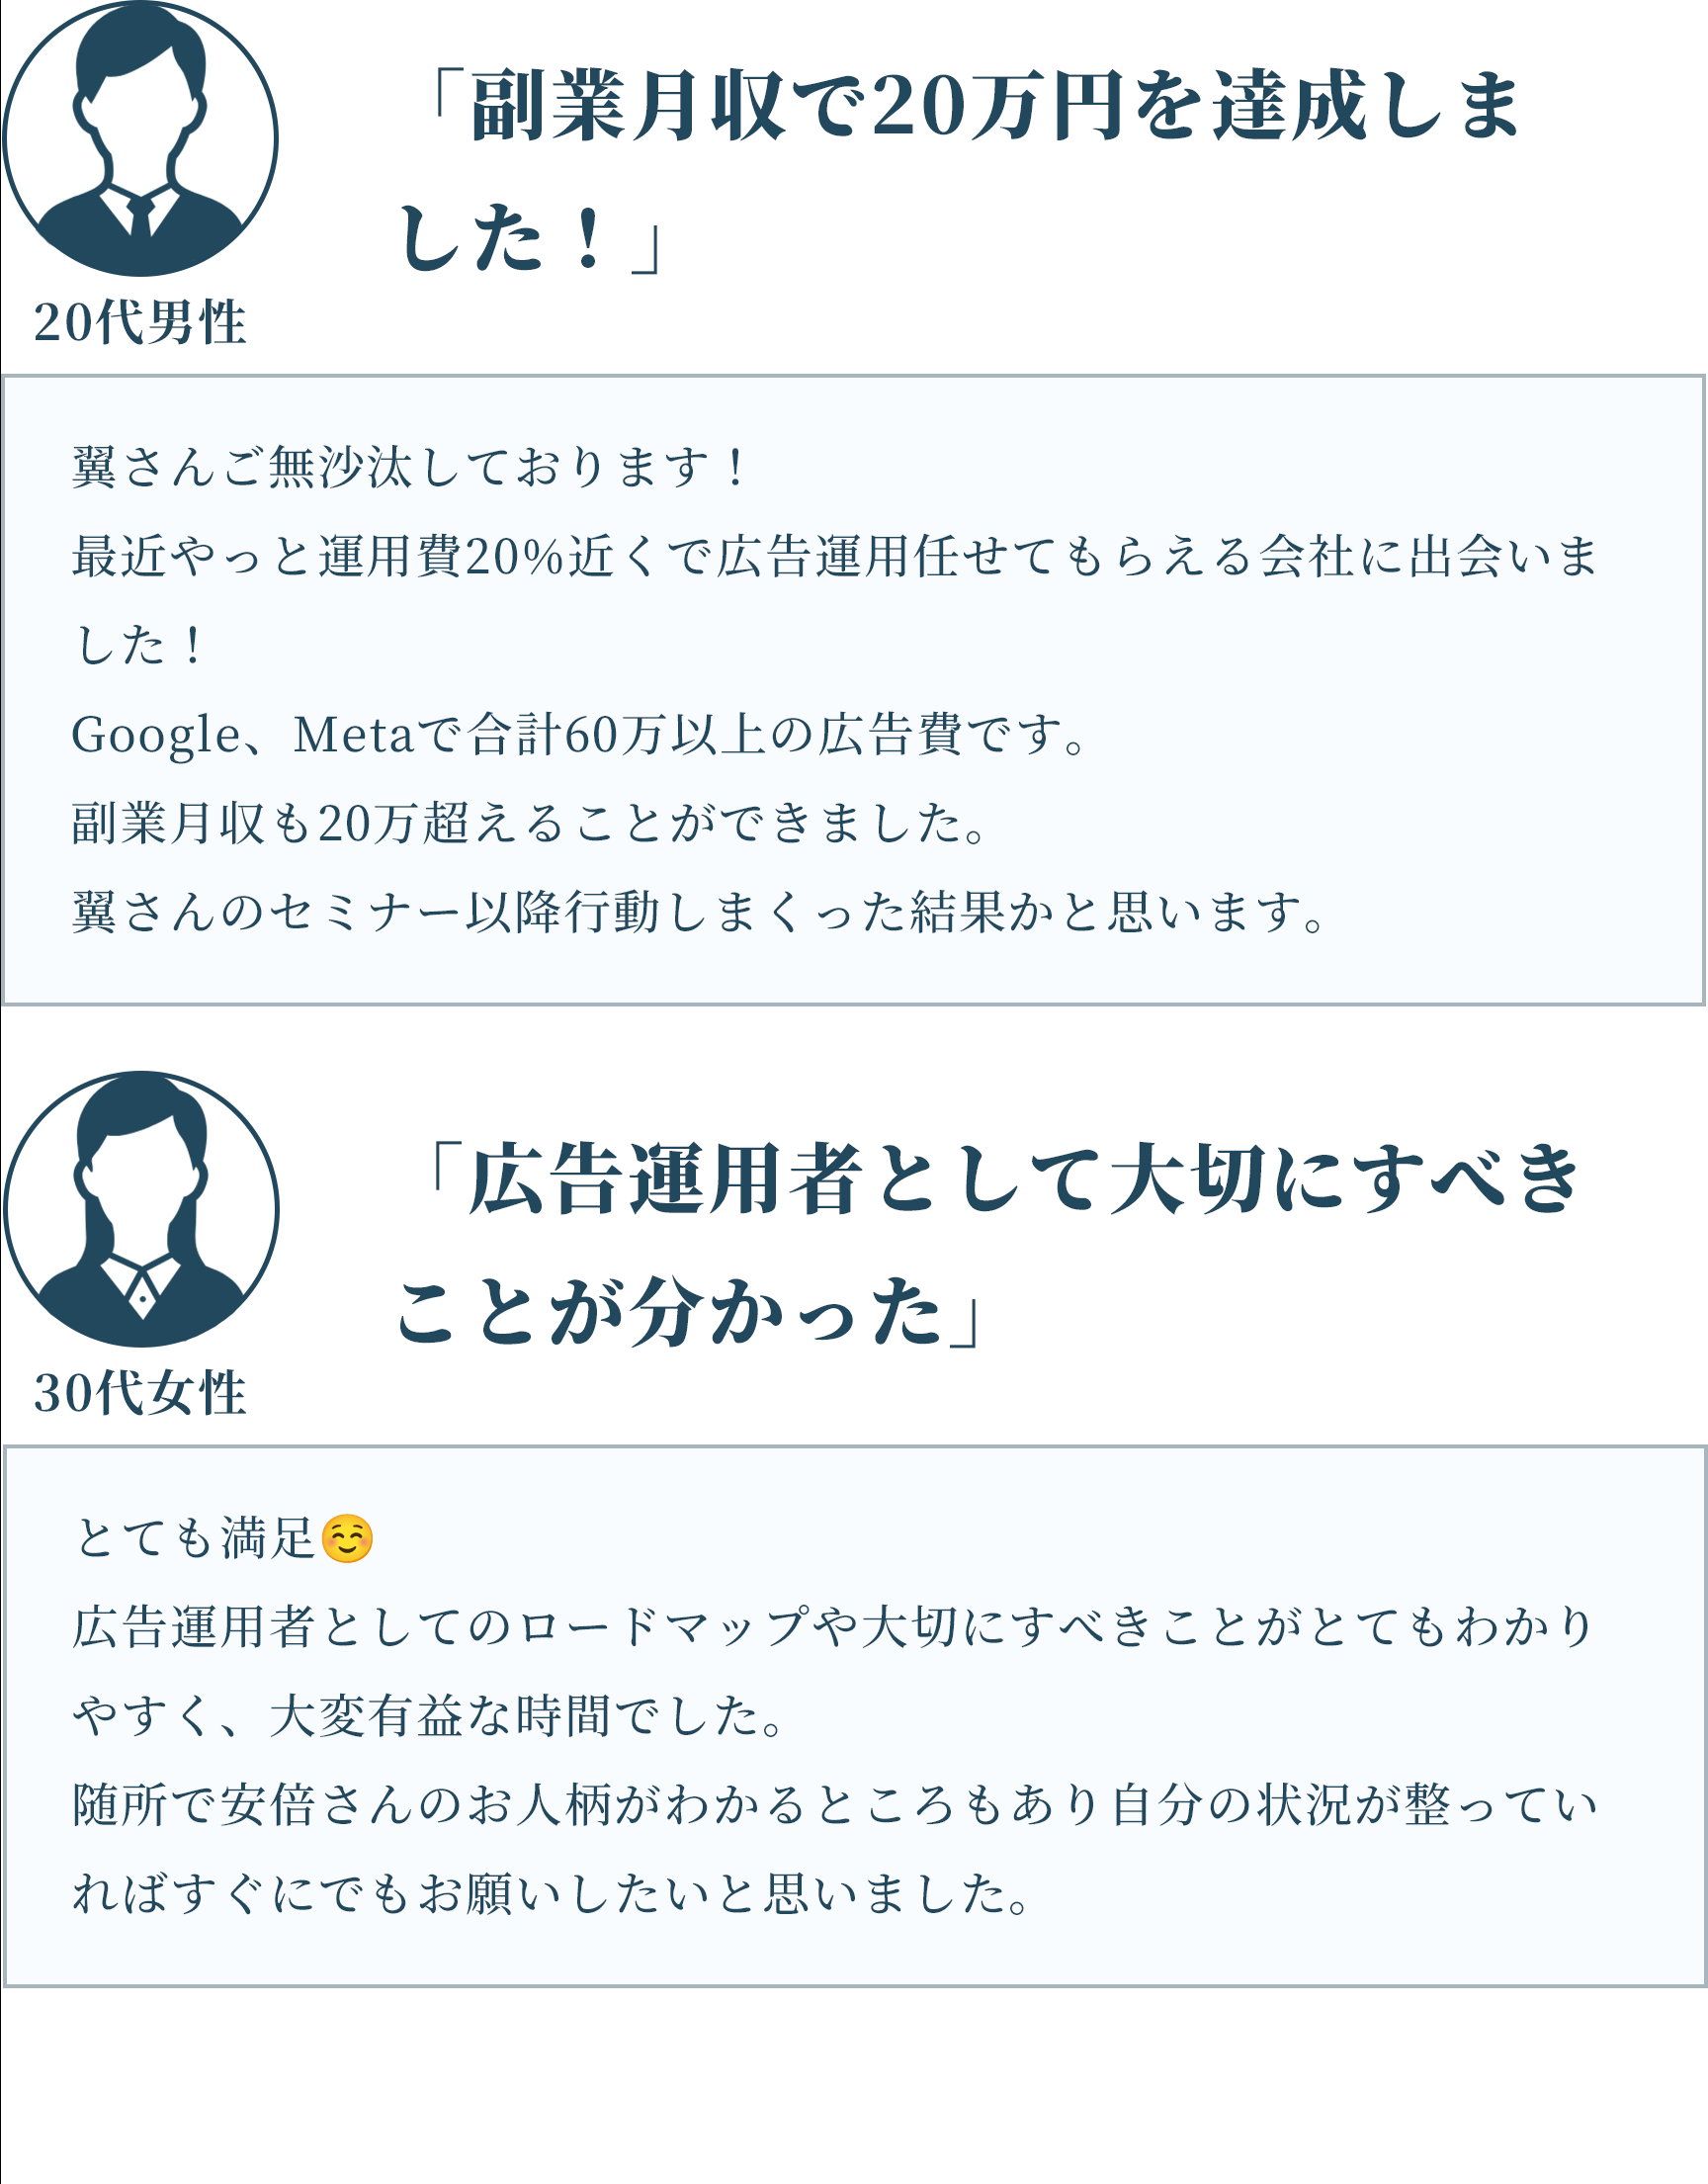 「副業月収で20万円を達成しま
した！」
20代男性
翼さんご無沙汰しております！
最近やっと運用費20%近くで広告運用任せてもらえる会社に出会いま
した！
Google、Metaで合計60万以上の広告費です。
副業月収も20万超えることができました。
翼さんのセミナー以降行動しまくった結果かと思います。
「広告運用者として大切にすべき
ことが分かった」
30代女性
とても満足☺️
広告運用者としてのロードマップや大切にすべきことがとてもわかり
やすく、大変有益な時間でした。
随所で安倍さんのお人柄がわかるところもあり自分の状況が整ってい
ればすぐにでもお願いしたいと思いました。